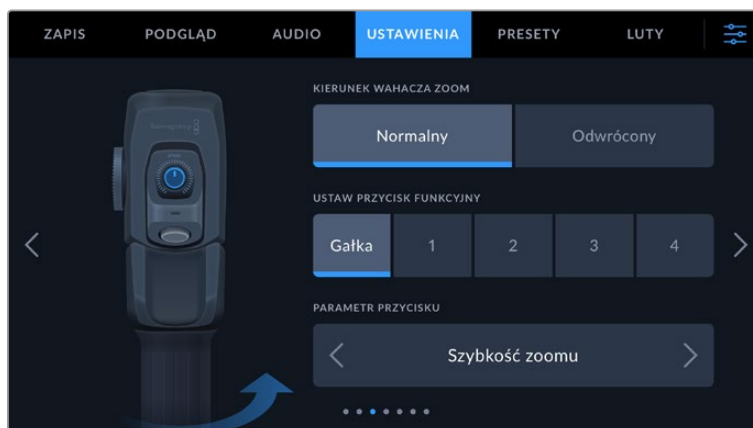 ZAPIS PODGLĄD AUDIO USTAWIENIA PRESETY LUTY
KIERUNEK WAHACZA ZOOM
Normalny Odwrócony
USTAW PRZYCISK FUNKCYJNY
Gałka 1 2 3 4
PARAMETR PRZYCISKU
Szybkość zoomu